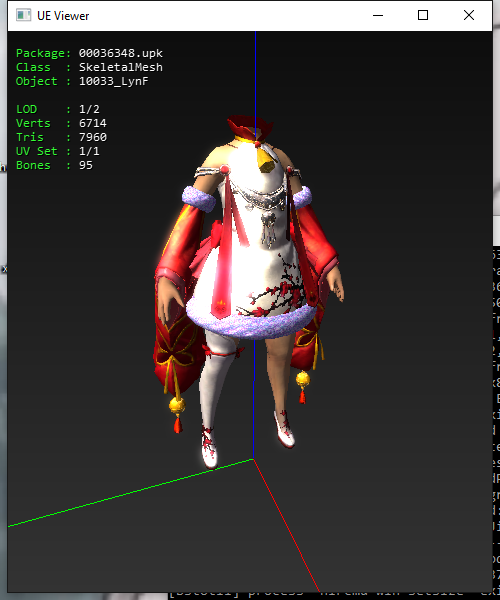 UE Viewer
Package: 00036348.upk
Class : SkeletalMesh
Object : 10033_LynF
LOD : 1/2
Verts : 6714
Tris : 7960
UV Set : 1/1
Bones : 95